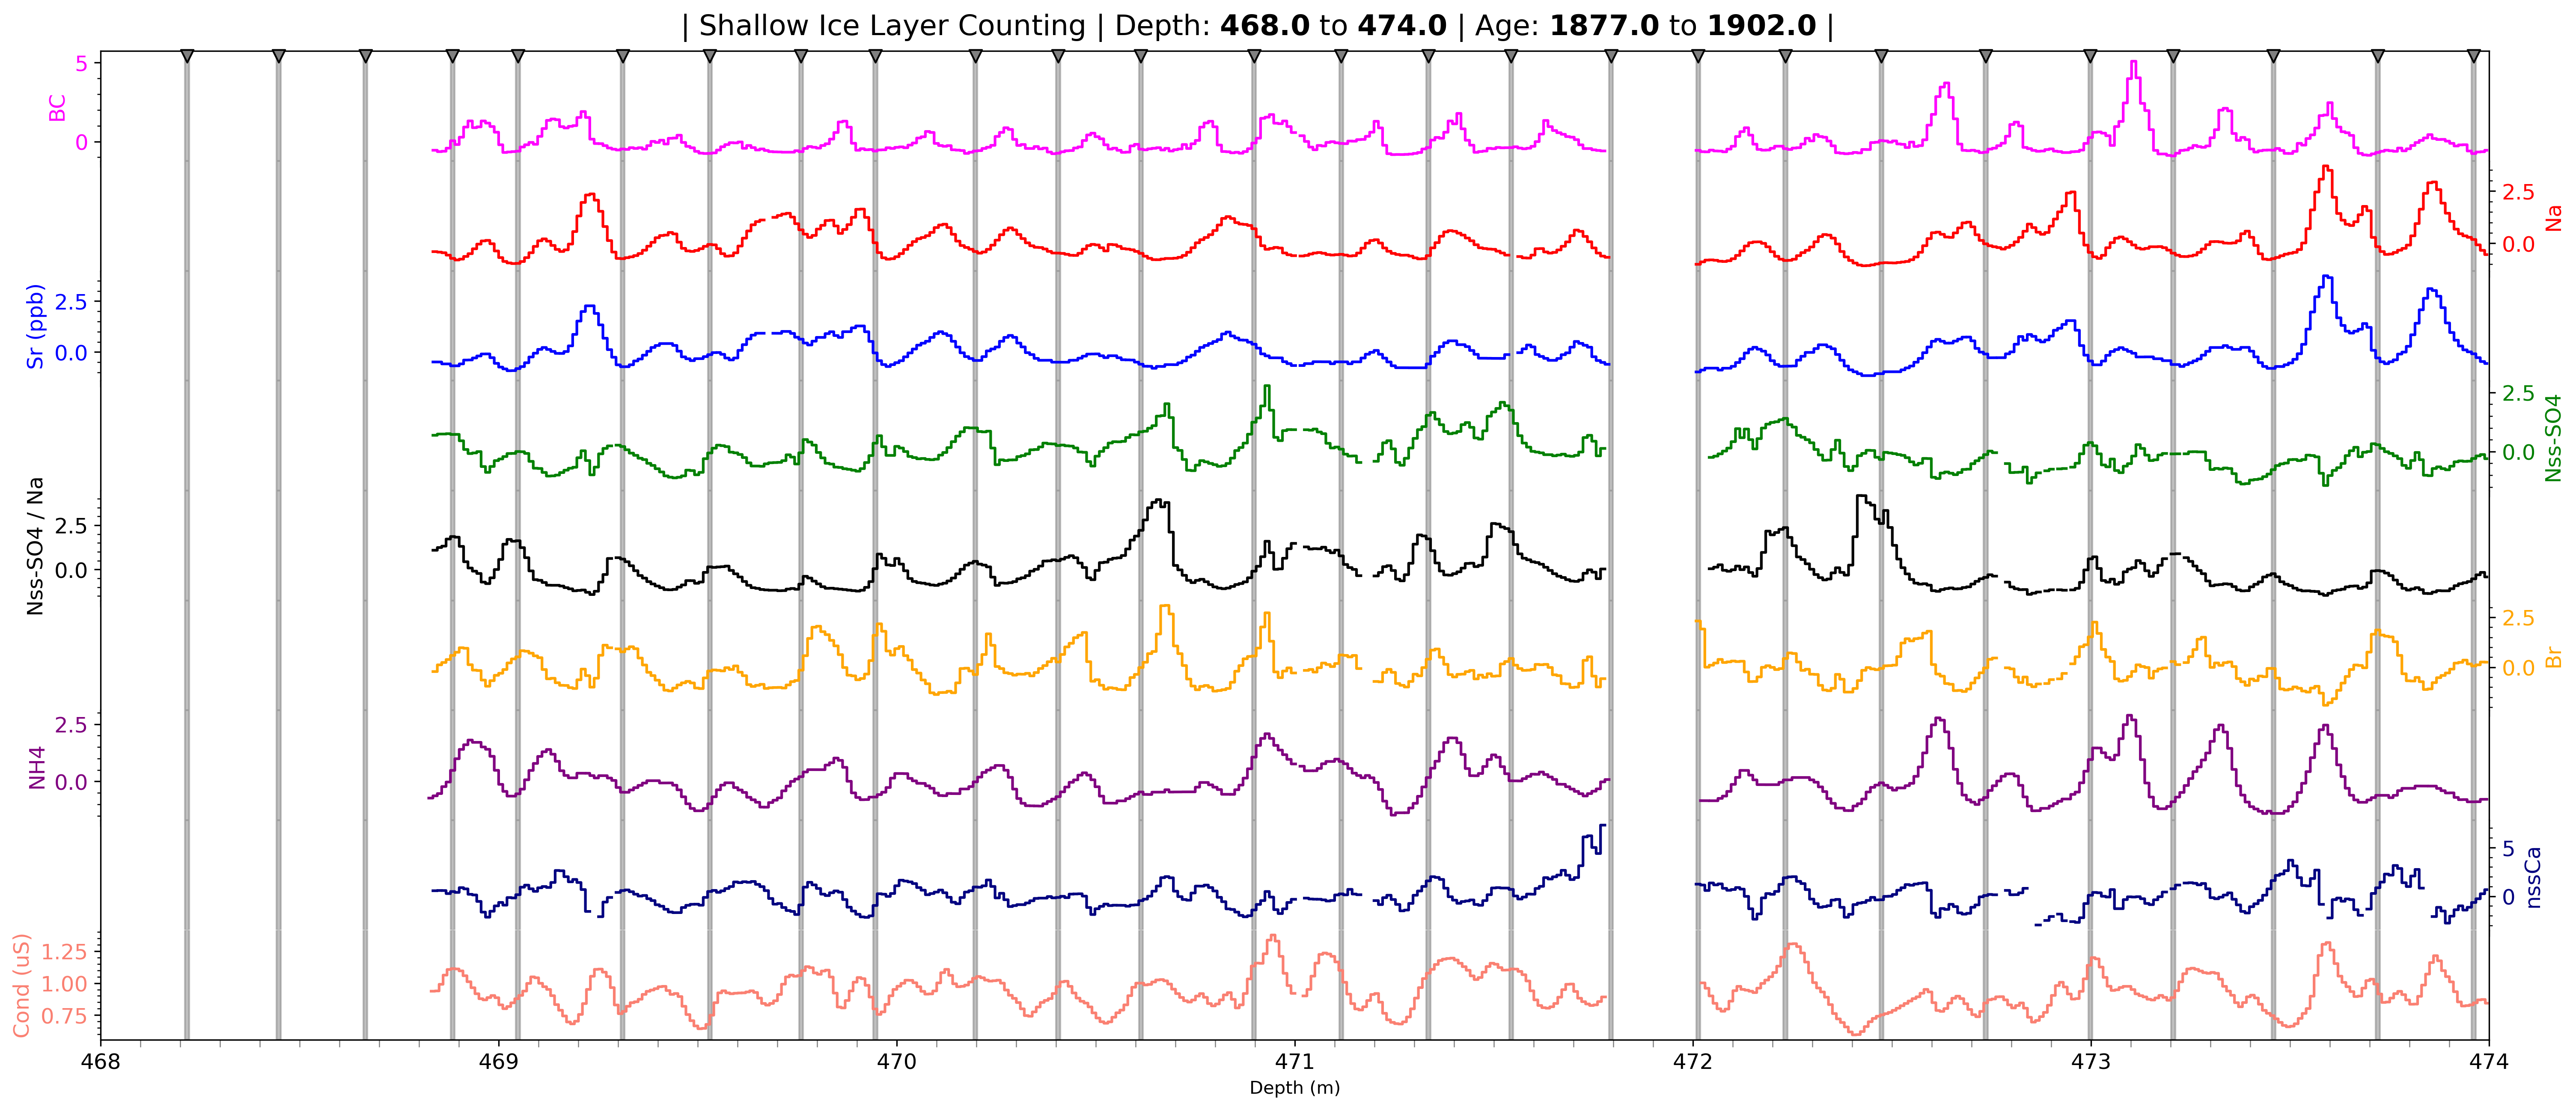 | Shallow Ice Layer Counting | Depth: 468.0 to 474.0 | Age: 1877.0 to 1902.0 |
5
0
BC
2.5
0.0
Na
2.5
0.0
Sr (ppb)
2.5
0.0
Nss-SO4
2.5
0.0
Nss-SO4 / Na
2.5
0.0
Br
2.5
0.0
NH4
5
0
nssCa
1.25
1.00
0.75
Cond (uS)
468 469 470 471 472 473 474
Depth (m)